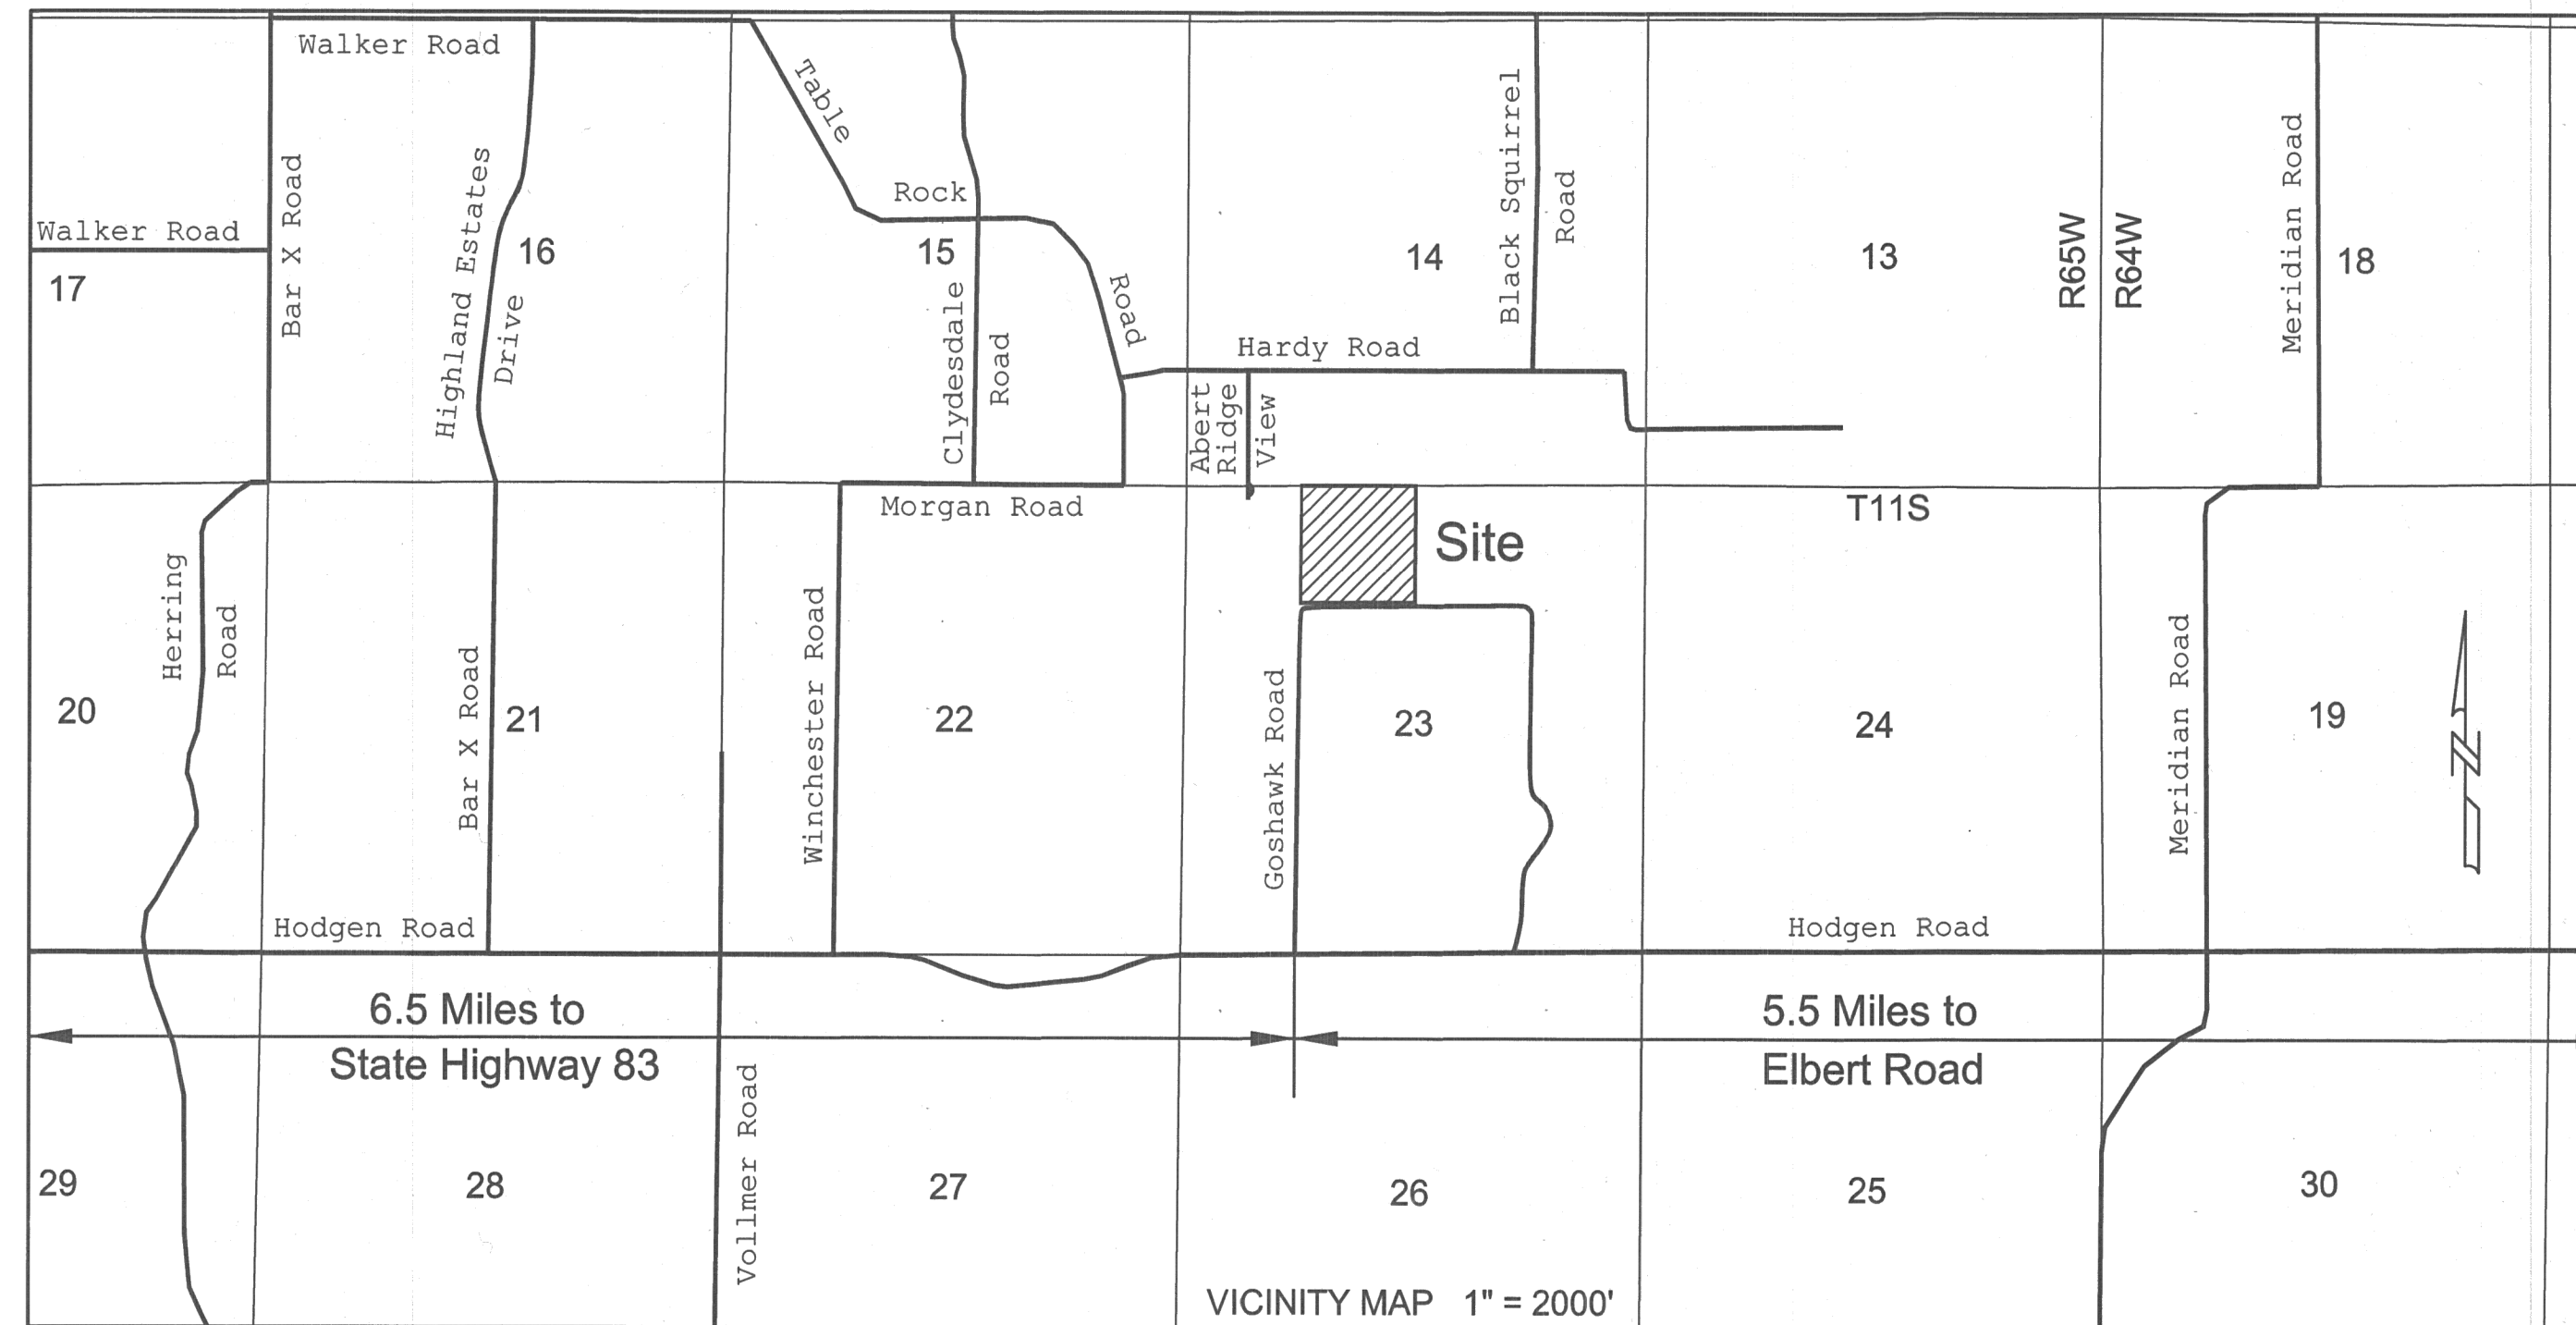 Walker Road
Table
Rock
Road
Black Squirrel
Road
Walker Road
Bar X Road
Highland Estates
Drive
Clydesdale
Road
Hardy Road
Abert
Ridge
View
Meridian Road
R65W
R64W
17
16
15
14
13
18
Morgan Road
T11S
Site
Herring
Road
Bar X Road
Winchester Road
Goshawk Road
Meridian Road
20
21
22
23
24
19
N
Hodgen Road
Hodgen Road
6.5 Miles to
State Highway 83
5.5 Miles to
Elbert Road
Vollmer Road
29
28
27
26
25
30
VICINITY MAP 1" = 2000'